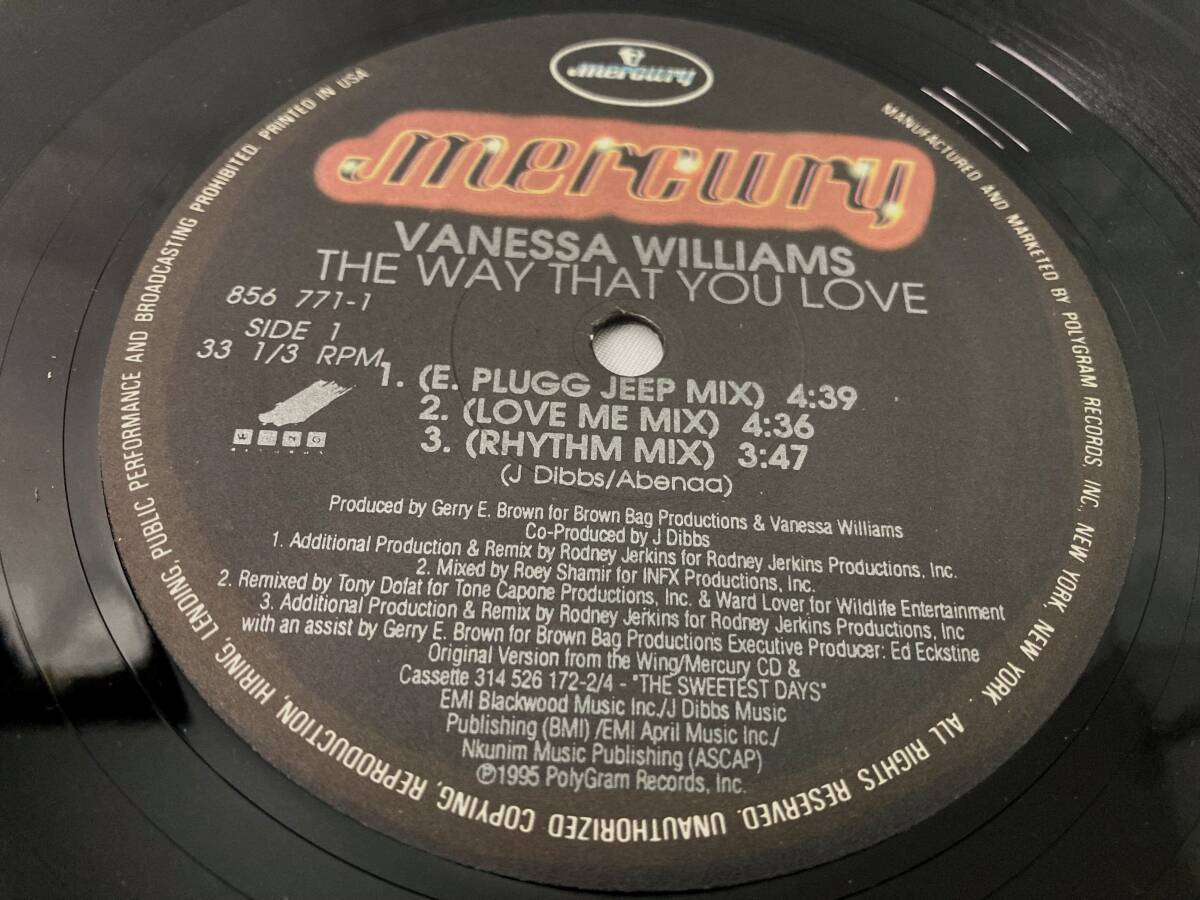 mercury
mercury
VANESSA WILLIAMS
THE WAY THAT YOU LOVE
856 771-1
SIDE 1
33 1/3 RPM
1. (E. PLUGG JEEP MIX) 4:39
2. (LOVE ME MIX) 4:36
3. (RHYTHM MIX) 3:47
(J Dibbs/Abenaa)
WING
Produced by Gerry E. Brown for Brown Bag Productions & Vanessa Williams
Co-Produced by J Dibbs
1. Additional Production & Remix by Rodney Jerkins for Rodney Jerkins Productions, Inc.
2. Mixed by Roey Shamir for INFX Productions, Inc.
2. Remixed by Tony Dofat for Tone Capone Productions, Inc. & Ward Lover for Wildlife Entertainment
3. Additional Production & Remix by Rodney Jerkins for Rodney Jerkins Productions, Inc
with an assist by Gerry E. Brown for Brown Bag Productions Executive Producer: Ed Eckstine
Original Version from the Wing/Mercury CD &
Cassette 314 526 172-2/4 - "THE SWEETEST DAYS"
EMI Blackwood Music Inc./J Dibbs Music
Publishing (BMI) /EMI April Music Inc./
Nkunim Music Publishing (ASCAP)
℗1995 PolyGram Records, Inc.
MANUFACTURED AND MARKETED BY POLYGRAM RECORDS, INC. NEW YORK, NEW YORK. ALL RIGHTS RESERVED. UNAUTHORIZED COPYING, REPRODUCTION, HIRING, LENDING, PUBLIC PERFORMANCE AND BROADCASTING PROHIBITED. PRINTED IN USA